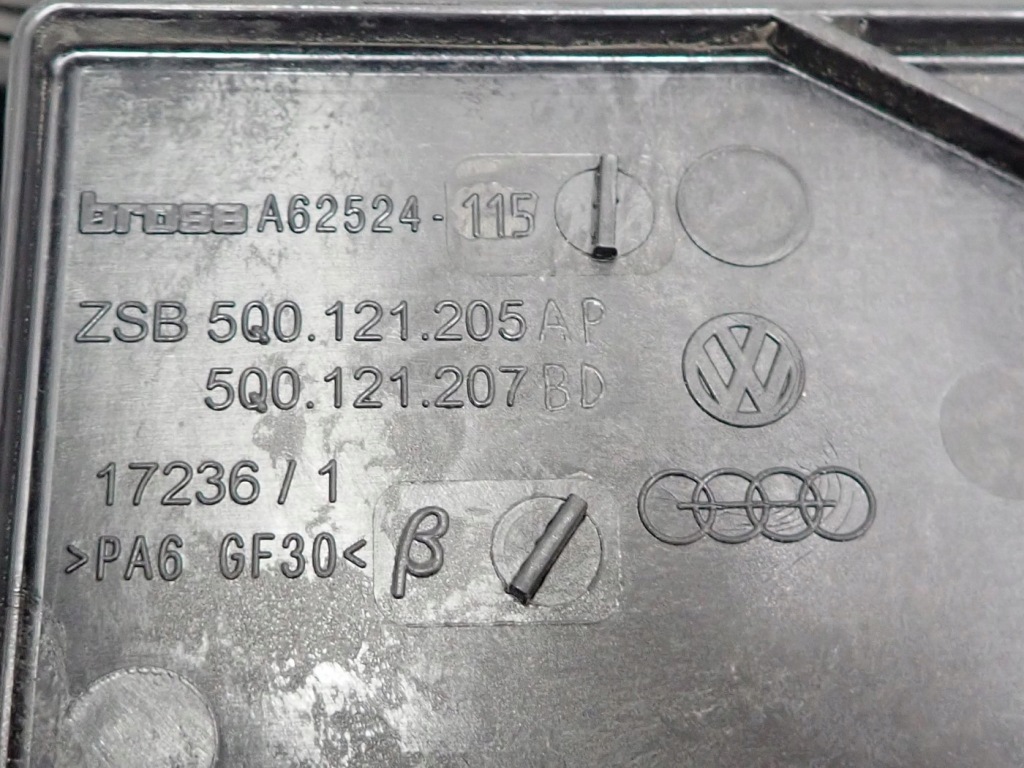 brose A62524-115
ZSB 5Q0.121.205 AP
5Q0.121.207 BD
17236 / 1
>PA6 GF30< β